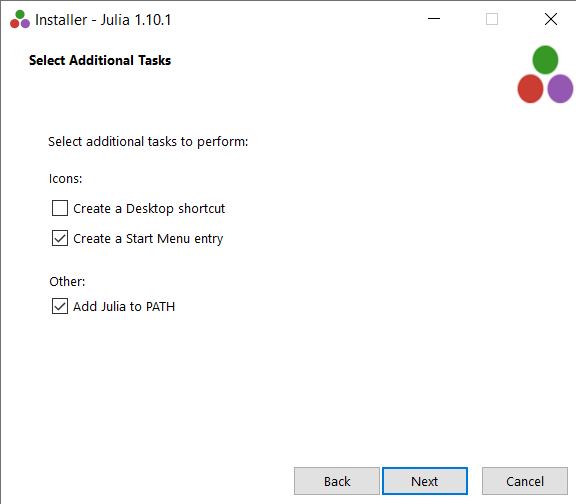 Installer - Julia 1.10.1
Select Additional Tasks
Select additional tasks to perform:
Icons:
Create a Desktop shortcut
Create a Start Menu entry
Other:
Add Julia to PATH
Back Next Cancel